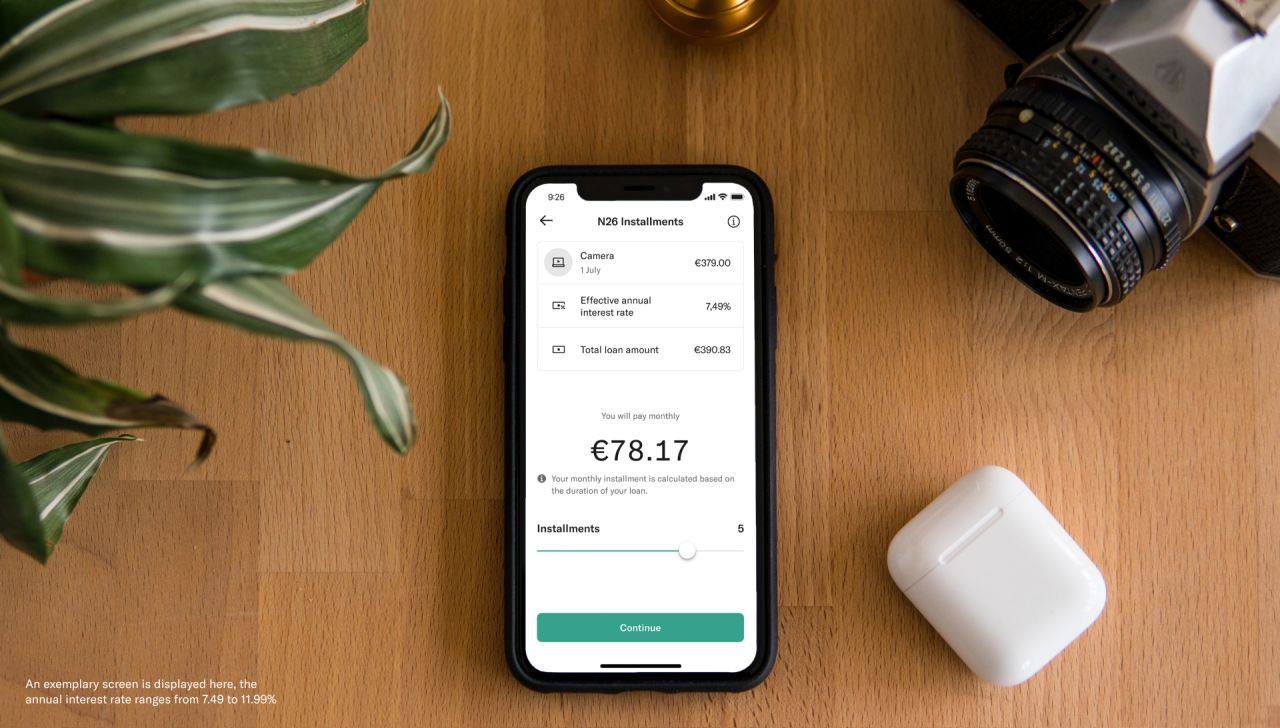 9:26
N26 Installments
Camera
1 July
€379.00
Effective annual
interest rate
7,49%
Total loan amount
€390.83
You will pay monthly
€78.17
Your monthly installment is calculated based on
the duration of your loan.
Installments
5
Continue
An exemplary screen is displayed here, the
annual interest rate ranges from 7.49 to 11.99%